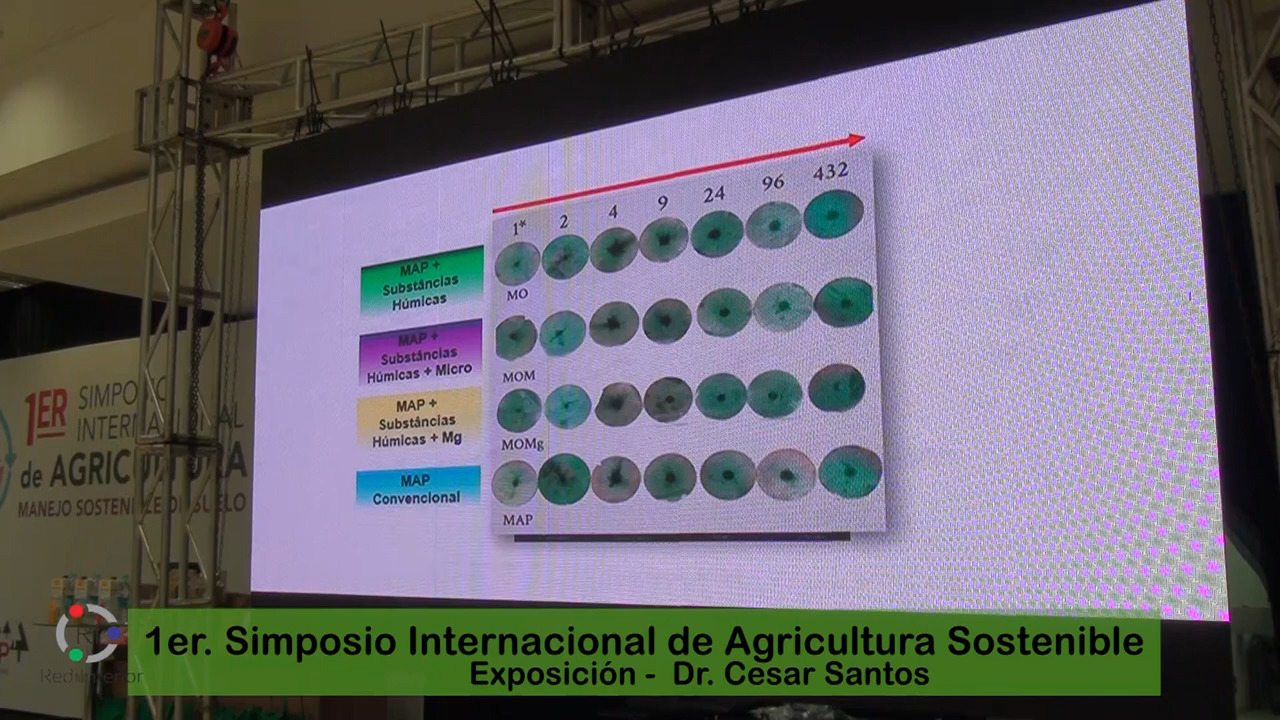 1* 2 4 9 24 96 432
MAP +
Substâncias
Húmicas
MO
MAP +
Substâncias
Húmicas + Micro
MOM
MAP +
Substâncias
Húmicas + Mg
MOMg
MAP
Convencional
MAP
1ER
SIMPOSIO
INTERNACIONAL
de AGRICULTURA
MANEJO SOSTENIBLE DEL SUELO
1er. Simposio Internacional de Agricultura Sostenible
Exposición - Dr. Cesar Santos